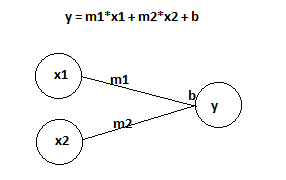 y = m1*x1 + m2*x2 + b
x1
m1
b
y
m2
x2